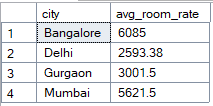 city avg_room_rate
1 Bangalore 6085
2 Delhi 2593.38
3 Gurgaon 3001.5
4 Mumbai 5621.5